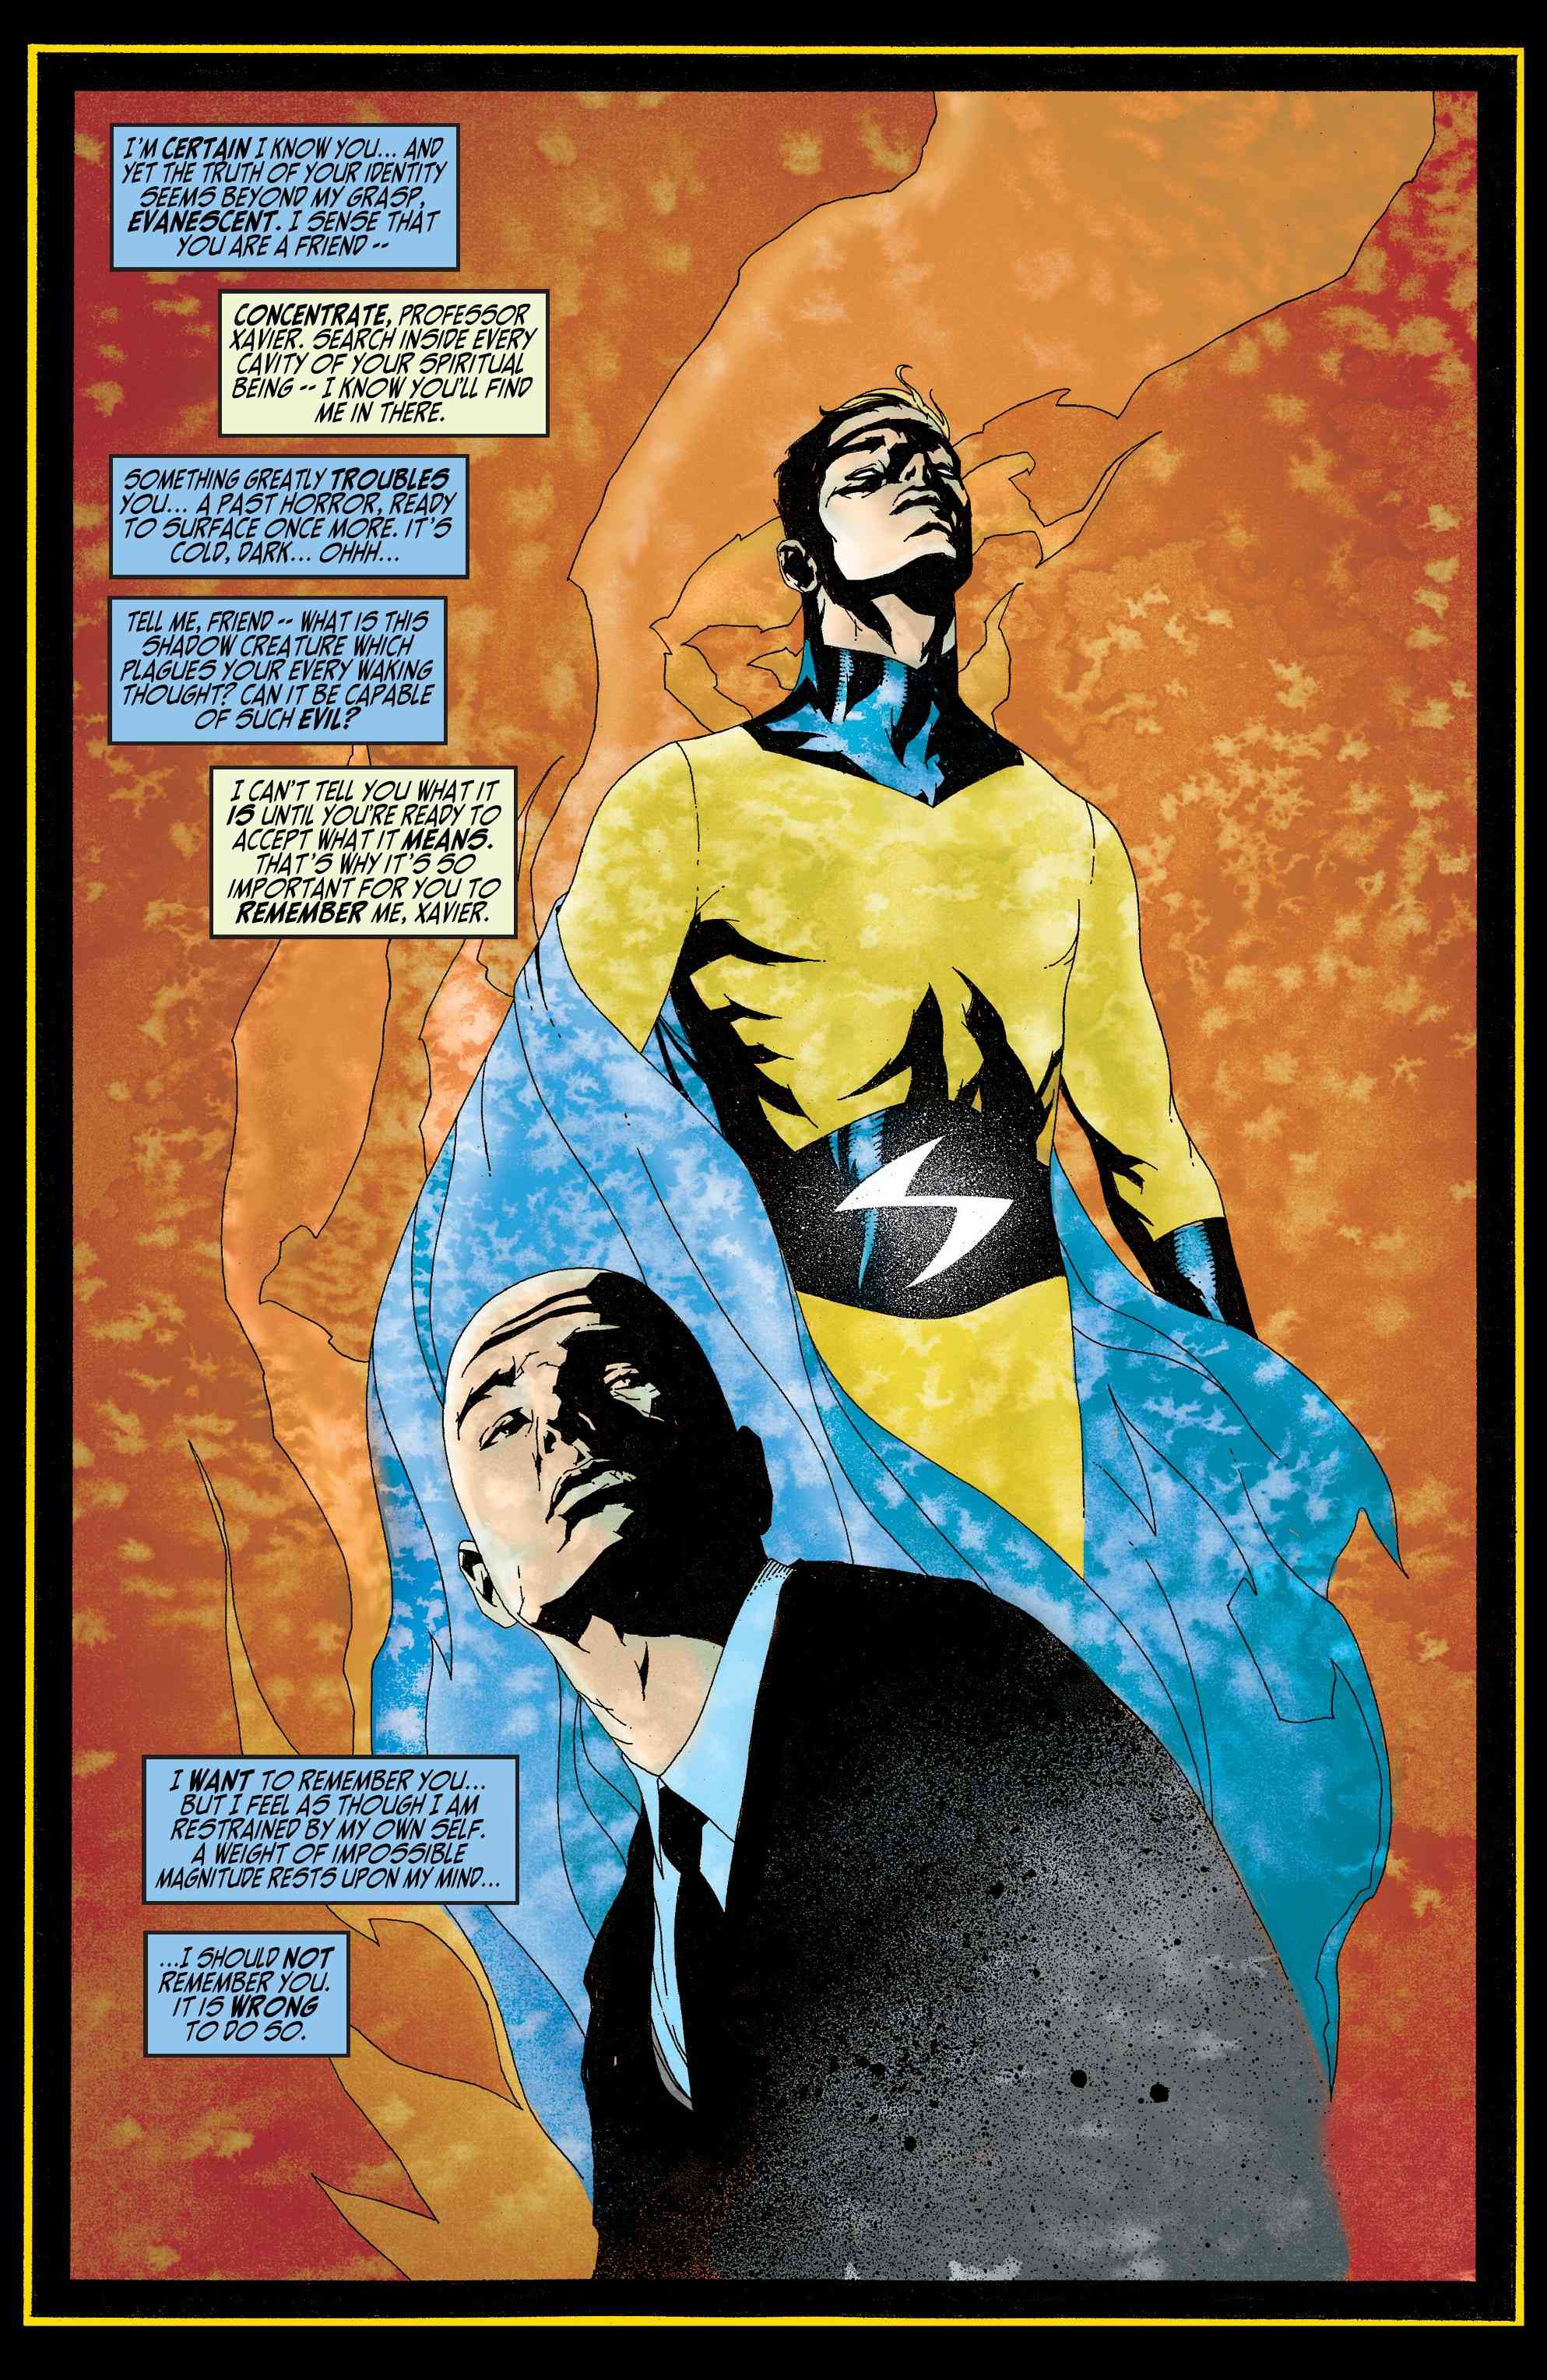 I'M CERTAIN I KNOW YOU... AND
YET THE TRUTH OF YOUR IDENTITY
SEEMS BEYOND MY GRASP,
EVANESCENT. I SENSE THAT
YOU ARE A FRIEND --
CONCENTRATE, PROFESSOR
XAVIER. SEARCH INSIDE EVERY
CAVITY OF YOUR SPIRITUAL
BEING -- I KNOW YOU'LL FIND
ME IN THERE.
SOMETHING GREATLY TROUBLES
YOU... A PAST HORROR, READY
TO SURFACE ONCE MORE. IT'S
COLD, DARK... OHHH...
TELL ME, FRIEND -- WHAT IS THIS
SHADOW CREATURE WHICH
PLAGUES YOUR EVERY WAKING
THOUGHT? CAN IT BE CAPABLE
OF SUCH EVIL?
I CAN'T TELL YOU WHAT IT
IS UNTIL YOU'RE READY TO
ACCEPT WHAT IT MEANS.
THAT'S WHY IT'S SO
IMPORTANT FOR YOU TO
REMEMBER ME, XAVIER.
I WANT TO REMEMBER YOU...
BUT I FEEL AS THOUGH I AM
RESTRAINED BY MY OWN SELF.
A WEIGHT OF IMPOSSIBLE
MAGNITUDE RESTS UPON MY MIND...
...I SHOULD NOT
REMEMBER YOU.
IT IS WRONG
TO DO SO.